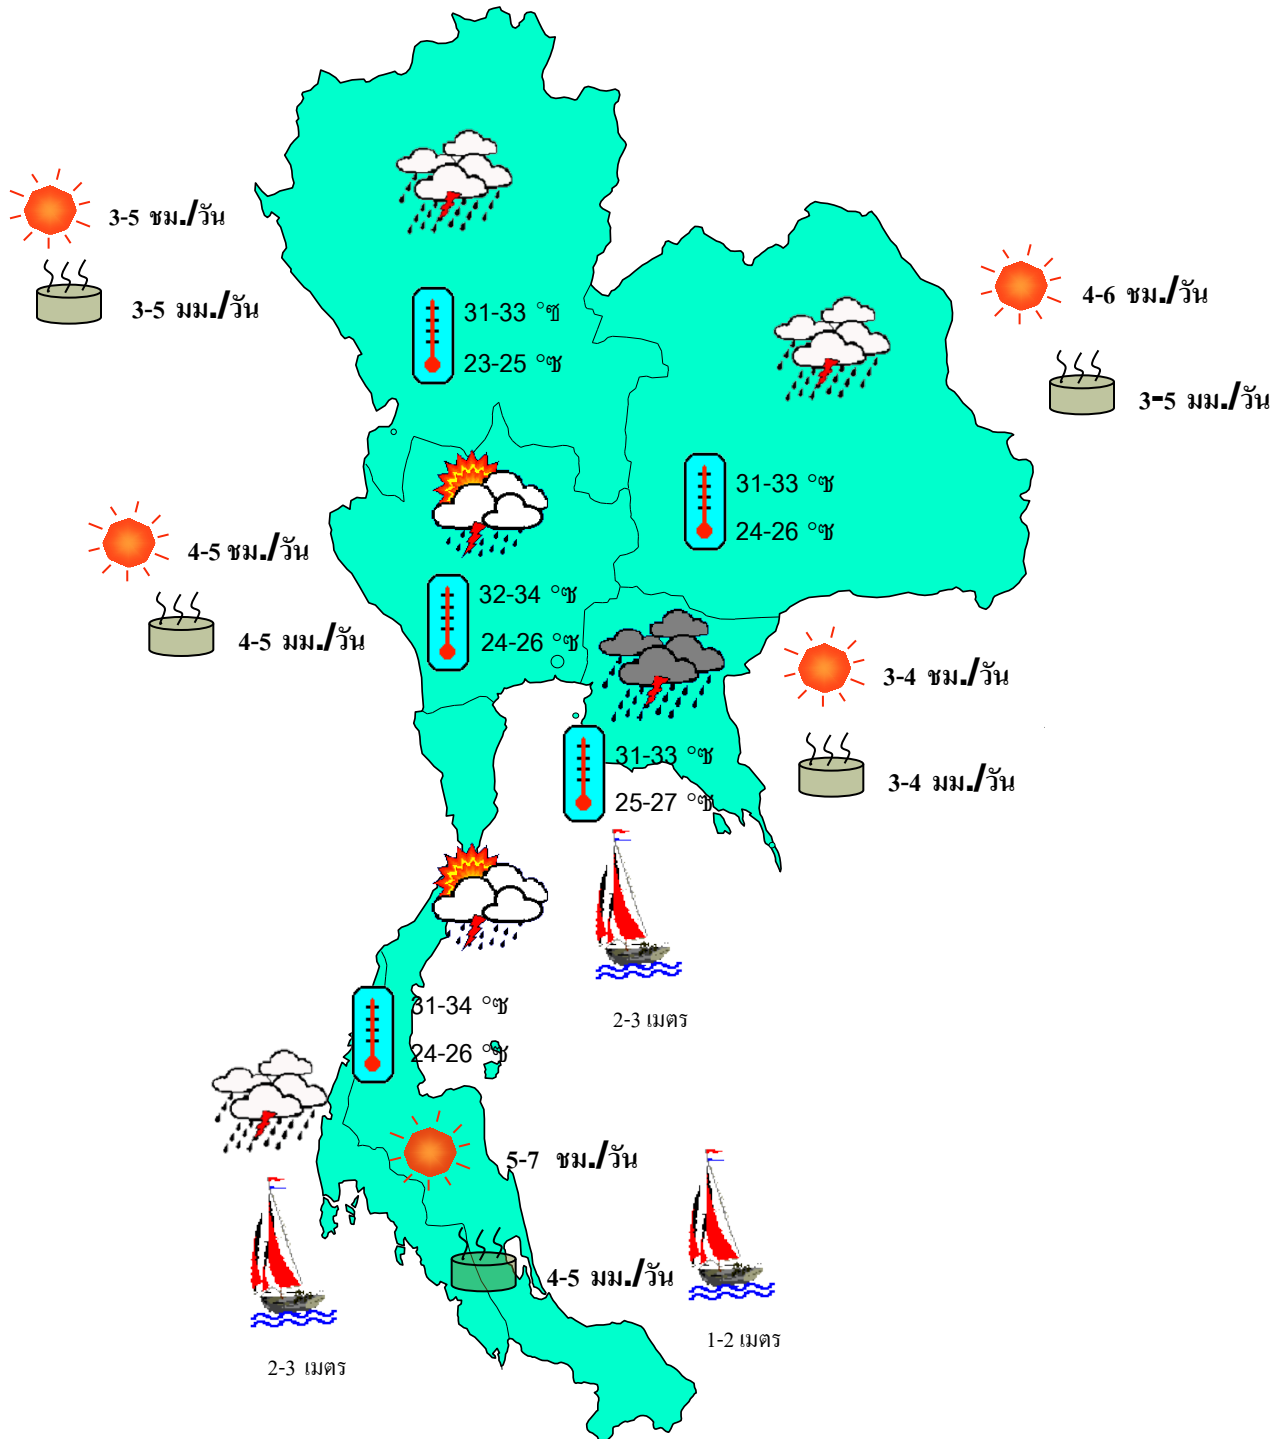 3-5 ชม./วัน
3-5 มม./วัน
31-33 °ซ
23-25 °ซ
4-6 ชม./วัน
3-5 มม./วัน
31-33 °ซ
24-26 °ซ
4-5 ชม./วัน
4-5 มม./วัน
32-34 °ซ
24-26 °ซ
3-4 ชม./วัน
3-4 มม./วัน
31-33 °ซ
25-27 °ซ
2-3 เมตร
31-34 °ซ
24-26 °ซ
5-7 ชม./วัน
4-5 มม./วัน
1-2 เมตร
2-3 เมตร